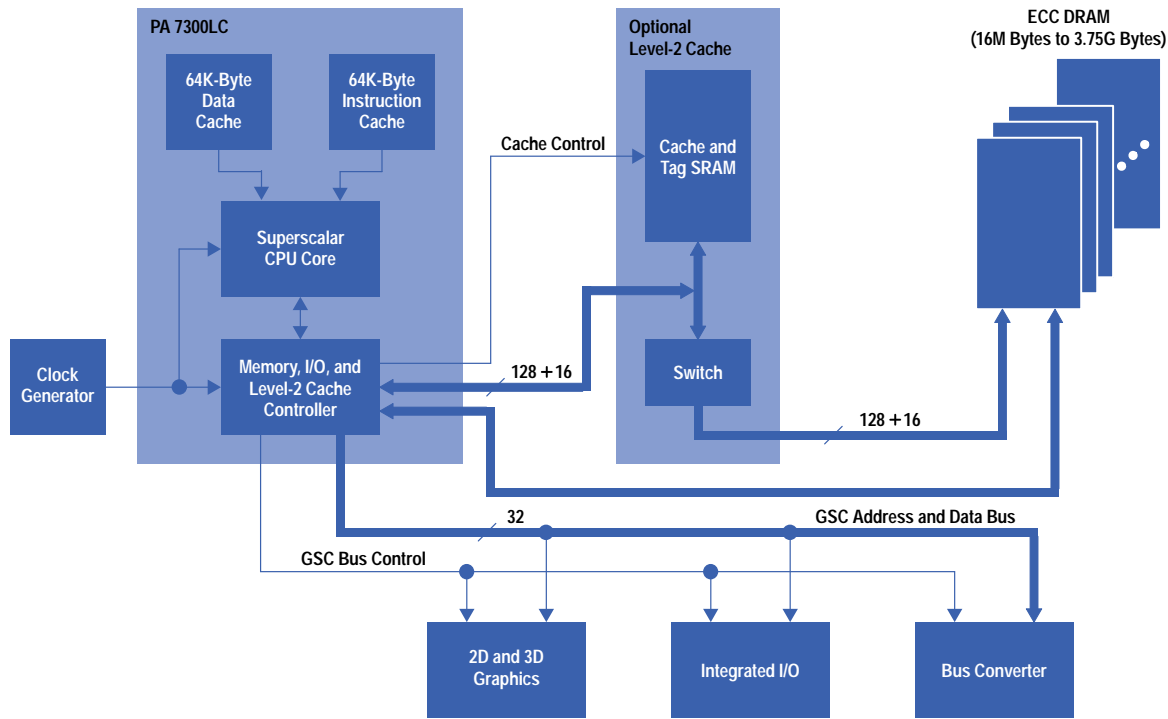 PA 7300LC
Optional
Level-2 Cache
ECC DRAM
(16M Bytes to 3.75G Bytes)
64K-Byte
Data
Cache
64K-Byte
Instruction
Cache
Cache Control
Cache and
Tag SRAM
Superscalar
CPU Core
Clock
Generator
Memory, I/O, and
Level-2 Cache
Controller
128 + 16
Switch
128 + 16
32
GSC Address and Data Bus
GSC Bus Control
2D and 3D
Graphics
Integrated I/O
Bus Converter